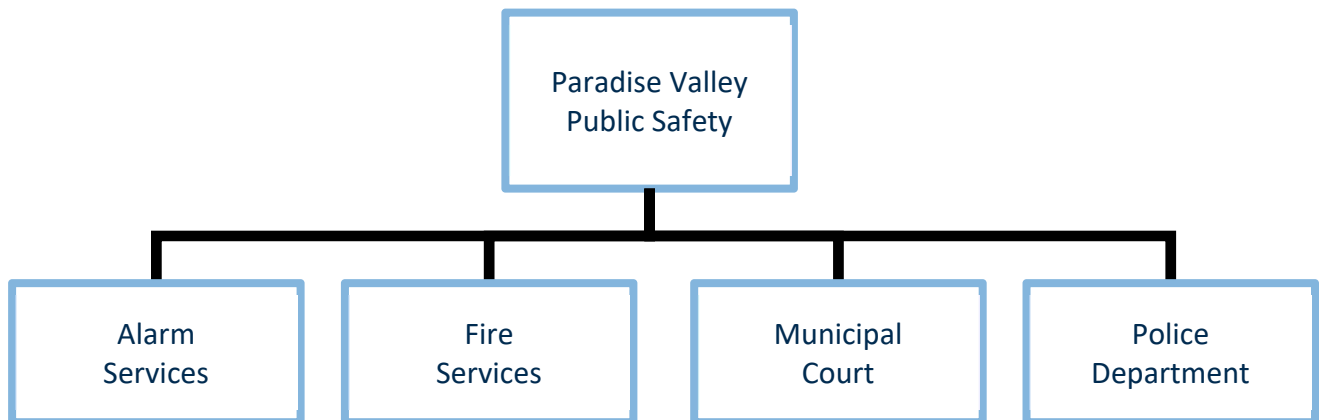 Paradise Valley
Public Safety
Alarm
Services
Fire
Services
Municipal
Court
Police
Department